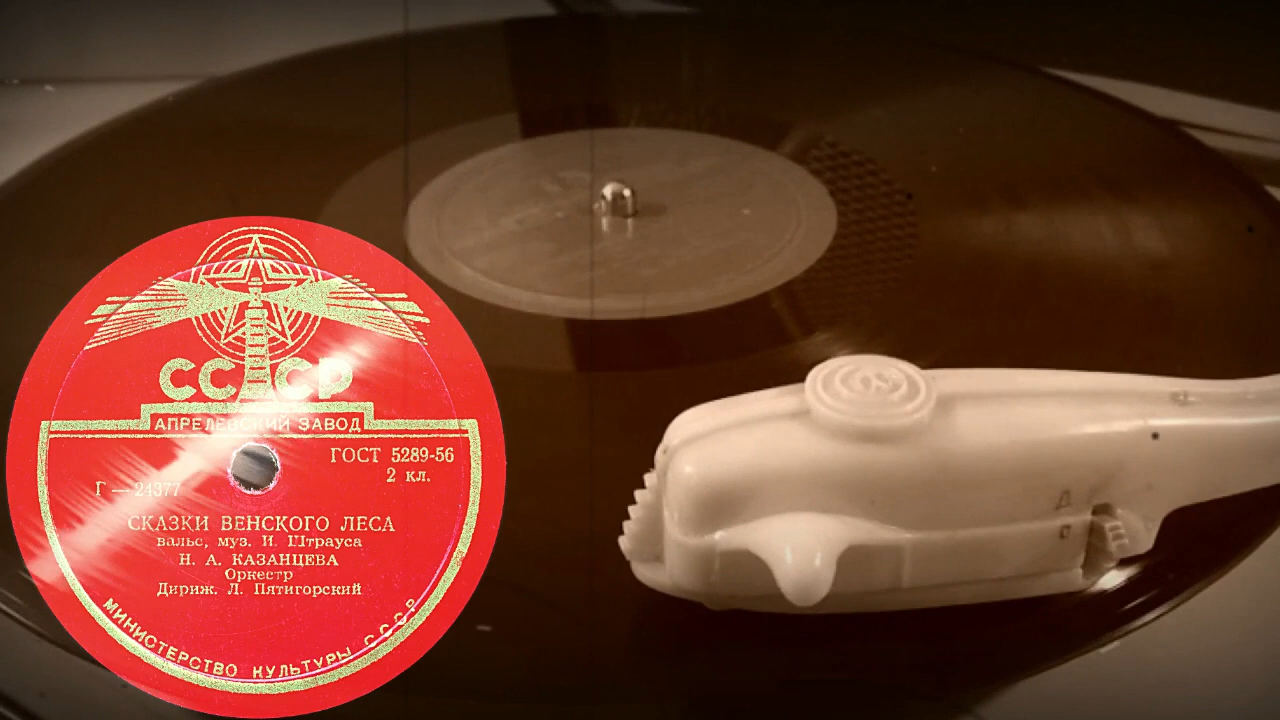 СССР
АПРЕЛЕВСКИЙ ЗАВОД
ГОСТ 5289-56
2 кл.
Г — 24377
СКАЗКИ ВЕНСКОГО ЛЕСА
вальс, муз. И. Штрауса
Н. А. КАЗАНЦЕВА
Оркестр
Дириж. Л. Пятигорский
МИНИСТЕРСТВО КУЛЬТУРЫ СССР